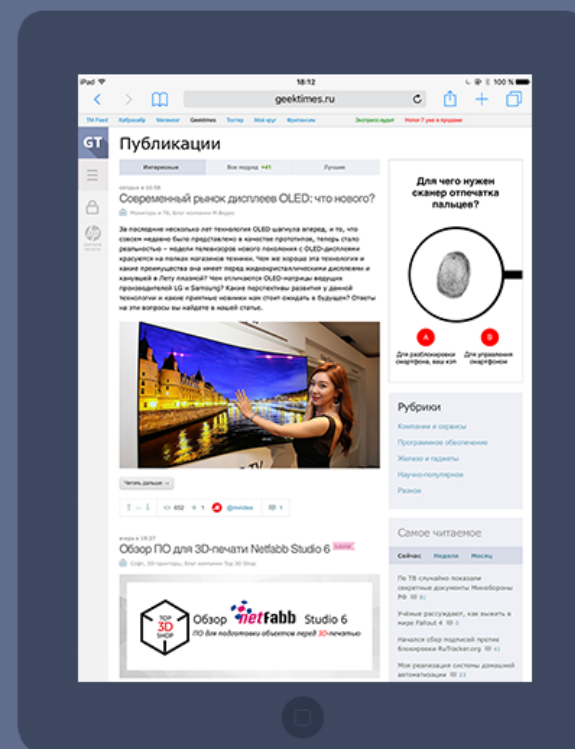 iPad
18:12
100 %
geektimes.ru
TM Feed Хабрахабр Мегамозг Geektimes Тостер Мой круг Фрилансим Экспресс-аудит Honor 7 уже в продаже
GT
Публикации
Интересные Все подряд +41 Лучшие
сегодня в 10:58
Современный рынок дисплеев OLED: что нового?
Мониторы и ТВ, Блог компании М.Видео
За последние несколько лет технология OLED шагнула вперед, и то, что
совсем недавно было представлено в качестве прототипов, теперь стало
реальностью – модели телевизоров нового поколения с OLED-дисплеями
красуются на полках магазинов техники. Чем же хороша эта технология и
какие преимущества она имеет перед жидкокристаллическими дисплеями и
канувшей в Лету плазмой? Чем отличаются OLED-матрицы ведущих
производителей LG и Samsung? Какие перспективы развития у данной
технологии и какие приятные новинки нам стоит ожидать в будущем? Ответы
на эти вопросы вы найдете в нашей статье.
Читать дальше →
652 1 @mvideo 1
вчера в 19:27
Обзор ПО для 3D-печати Netfabb Studio 6
Софт, 3D-принтеры, Блог компании Top 3D Shop
TOP
3D
SHOP
Обзор netfabb Studio 6
ПО для подготовки объектов перед 3D-печатью
Для чего нужен
сканер отпечатка
пальцев?
A B
Для разблокировки
смартфона, ваш кэп
Для управления
смартфоном
Рубрики
Компании и сервисы
Программное обеспечение
Железо и гаджеты
Научно-популярное
Разное
Самое читаемое
Сейчас Неделя Месяц
По ТВ случайно показали
секретные документы Минобороны
РФ 81
Учёные рассуждают, как выжить в
мире Fallout 4 0
Начался сбор подписей против
блокировки RuTracker.org 41
Моя реализация системы домашней
автоматизации 23